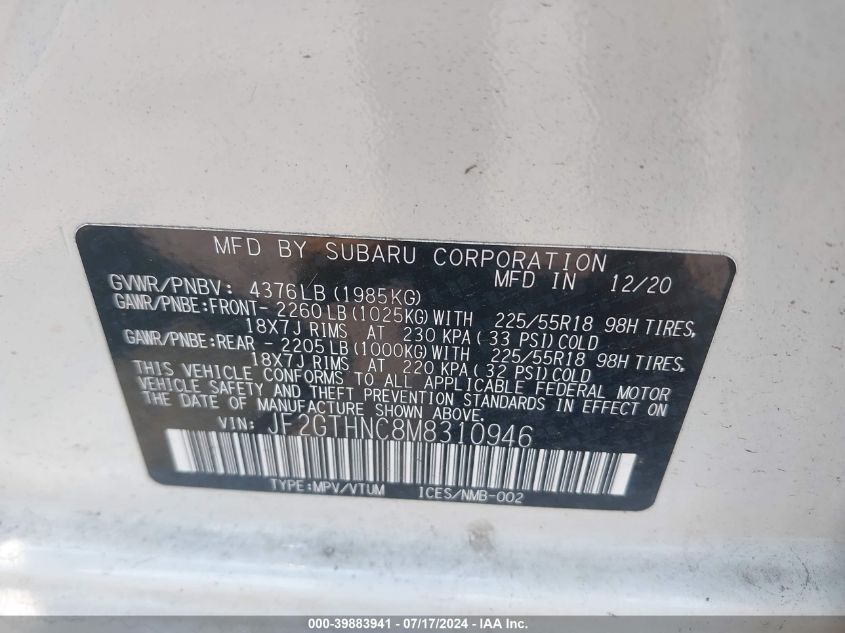 MFD BY SUBARU CORPORATION
MFD IN 12/20
GVWR/PNBV: 4376LB (1985KG)
GAWR/PNBE:FRONT- 2260LB (1025KG) WITH 225/55R18 98H TIRES,
18X7J RIMS AT 230 KPA ( 33 PSI) COLD
GAWR/PNBE:REAR - 2205LB (1000KG) WITH 225/55R18 98H TIRES,
18X7J RIMS AT 220 KPA ( 32 PSI) COLD
THIS VEHICLE CONFORMS TO ALL APPLICABLE FEDERAL MOTOR
VEHICLE SAFETY AND THEFT PREVENTION STANDARDS IN EFFECT ON
THE DATE OF MANUFACTURE SHOWN ABOVE.
VIN: JF2GTHNC8M8310946
TYPE:MPV/VTUM ICES/NMB-002
000-39883941 / 07/17/2024 - IAA Inc.